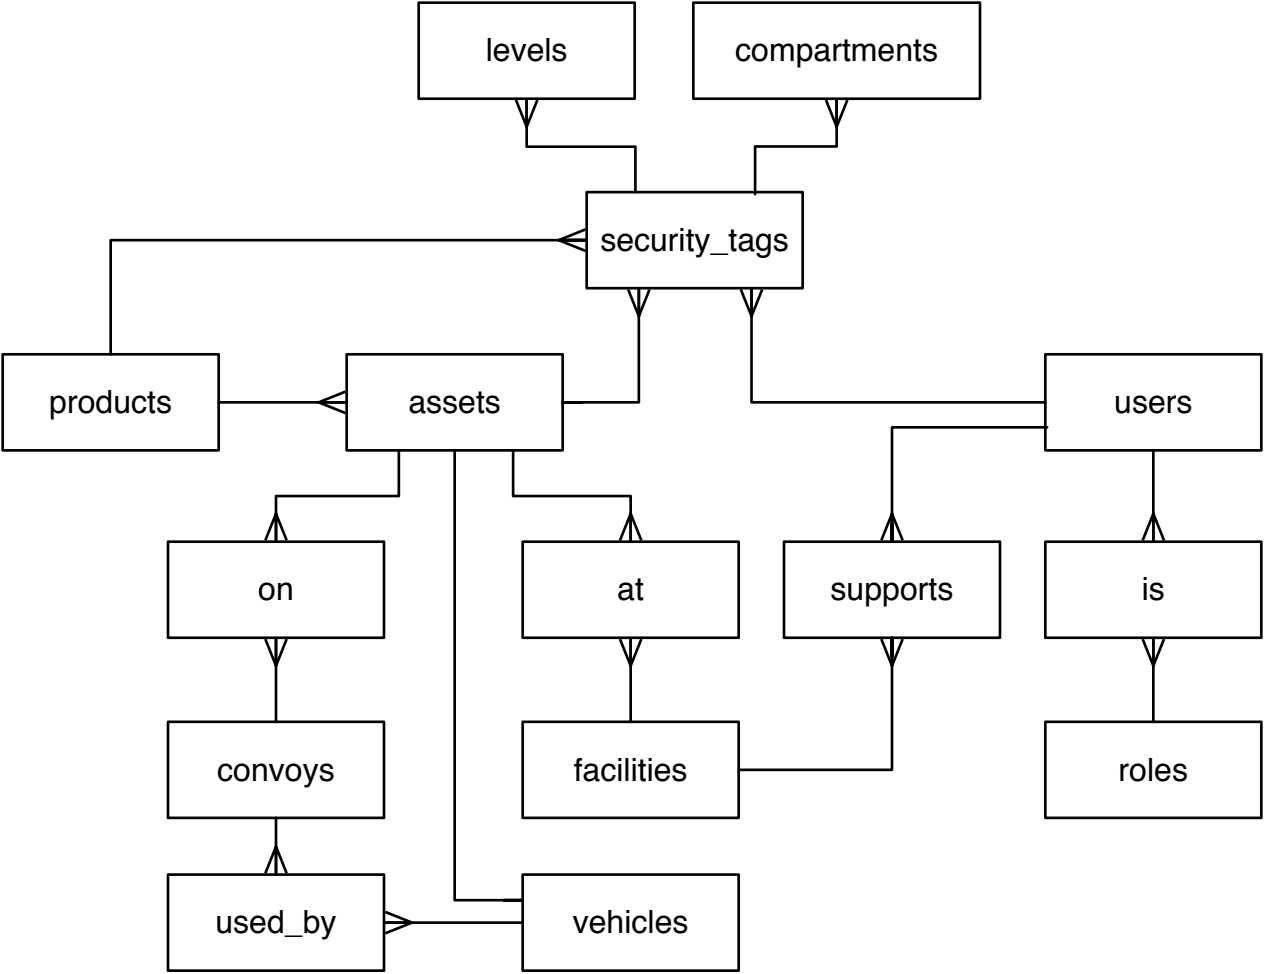 levels
compartments
security_tags
products
assets
users
on
at
supports
is
convoys
facilities
roles
used_by
vehicles